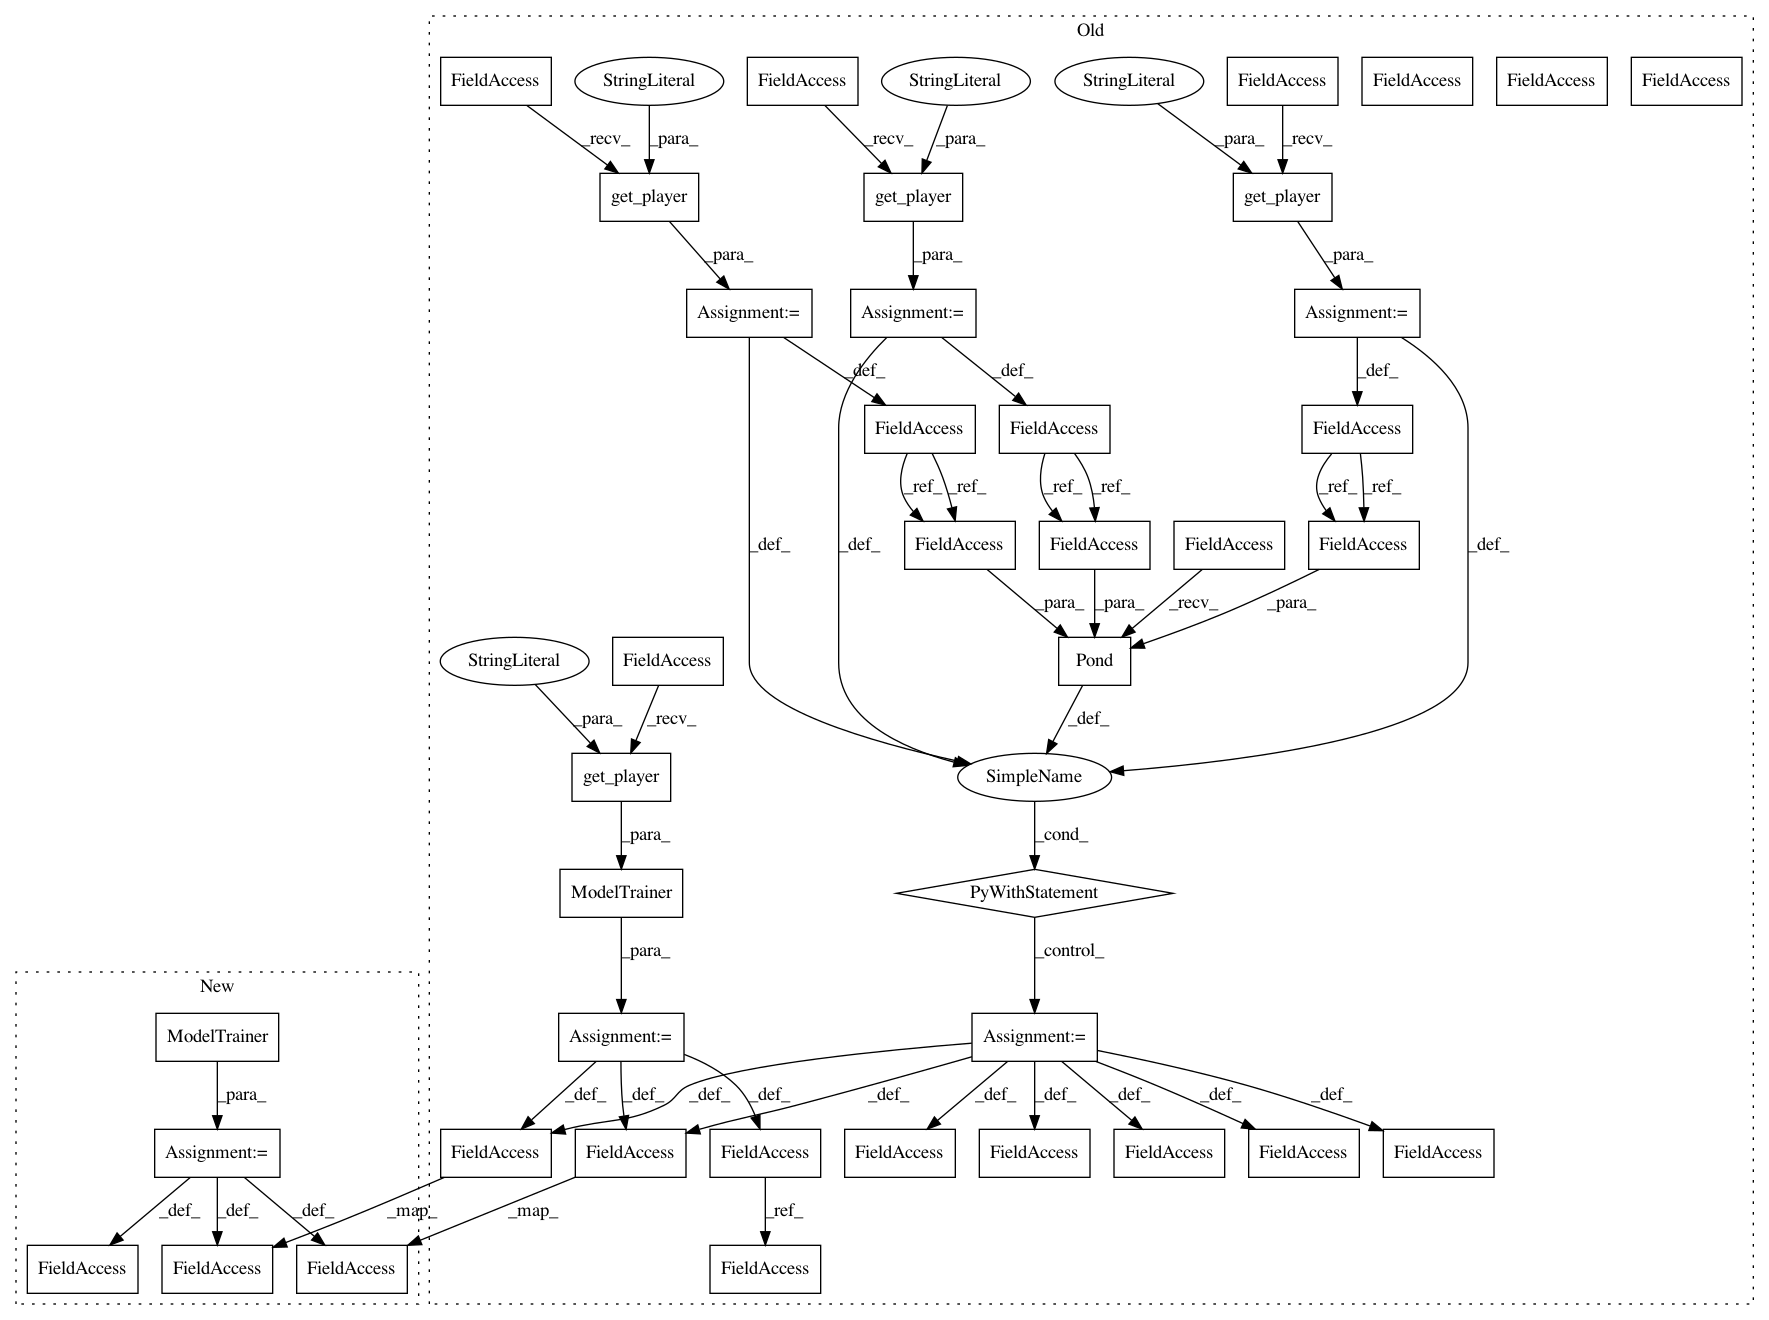 Old
FieldAccess StringLiteral FieldAccess StringLiteral StringLiteral FieldAccess FieldAccess FieldAccess FieldAccess
_recv_ _para_ _recv_ _para_ _para_ _recv_
get_player get_player get_player
_para_ _para_ _para_
Assignment:= Assignment:= Assignment:=
_def_ _def_ _def_
FieldAccess FieldAccess FieldAccess
_ref_ _ref_ _ref_ _ref_ _ref_ _ref_
_def_ _def_ FieldAccess FieldAccess FieldAccess FieldAccess _def_
_para_ _para_ _recv_ _para_
StringLiteral FieldAccess Pond
_para_ _recv_ _def_
get_player SimpleName
_para_ _cond_
ModelTrainer PyWithStatement
_para_ _control_
New
ModelTrainer Assignment:= Assignment:=
_para_ _def_ _def_ _def_ _def_ _def_ _def_ _def_ _def_ _def_ _def_
Assignment:= FieldAccess FieldAccess FieldAccess FieldAccess FieldAccess FieldAccess FieldAccess FieldAccess
_def_ _def_ _def_ _map_ _map_ _ref_
FieldAccess FieldAccess FieldAccess FieldAccess